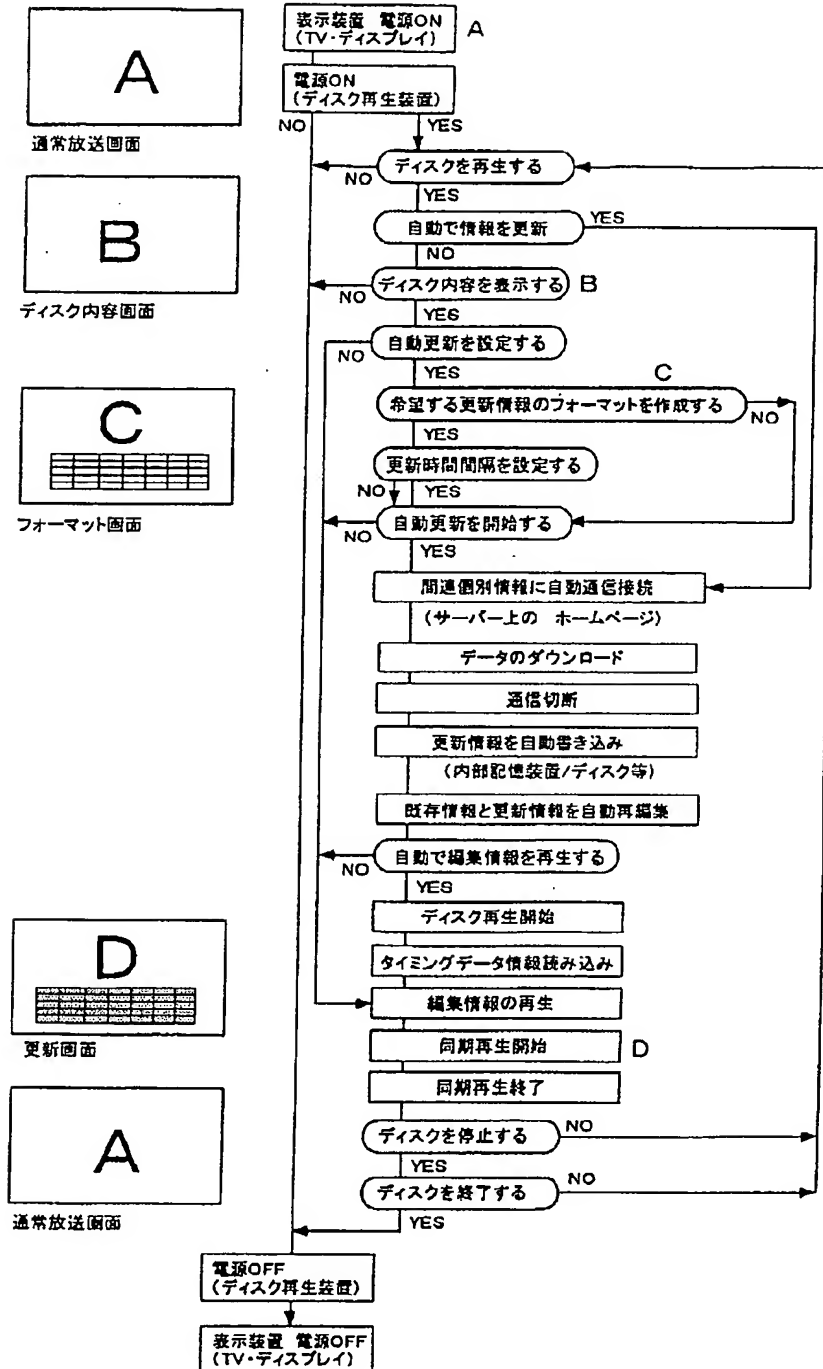 表示装置 電源ON
(TV・ディスプレイ)
A
電源ON
(ディスク再生装置)
A
通常放送画面
NO
YES
ディスクを再生する
NO
YES
自動で情報を更新
YES
NO
B
ディスク内容画面
ディスク内容を表示する
B
NO
YES
自動更新を設定する
NO
YES
C
希望する更新情報のフォーマットを作成する
NO
YES
C
フォーマット画面
更新時間間隔を設定する
NO
YES
自動更新を開始する
NO
YES
関連個別情報に自動通信接続
(サーバー上の ホームページ)
データのダウンロード
通信切断
更新情報を自動書き込み
(内部記憶装置/ディスク等)
既存情報と更新情報を自動再編集
自動で編集情報を再生する
NO
YES
ディスク再生開始
D
更新画面
タイミングデータ情報読み込み
編集情報の再生
同期再生開始
D
同期再生終了
A
通常放送画面
ディスクを停止する
NO
YES
ディスクを終了する
NO
YES
電源OFF
(ディスク再生装置)
表示装置 電源OFF
(TV・ディスプレイ)